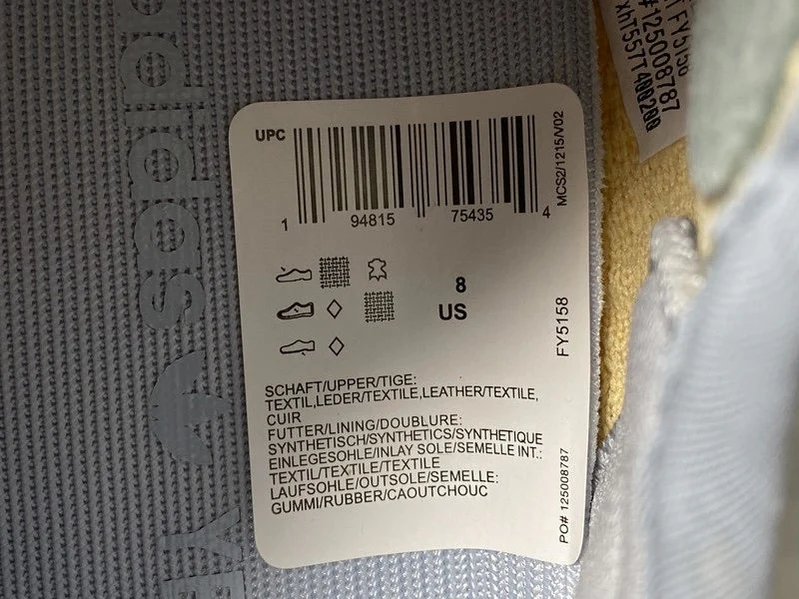 adidas
YE
UPC
1 94815 75435 4
MCS2/1215/V02
8
US
FY5158
SCHAFT/UPPER/TIGE:
TEXTIL,LEDER/TEXTILE,LEATHER/TEXTILE,
CUIR
FUTTER/LINING/DOUBLURE:
SYNTHETISCH/SYNTHETICS/SYNTHETIQUE
EINLEGESOHLE/INLAY SOLE/SEMELLE INT.:
TEXTIL/TEXTILE/TEXTILE
LAUFSOHLE/OUTSOLE/SEMELLE:
GUMMI/RUBBER/CAOUTCHOUC
PO# 125008787
FY5158
#125008787